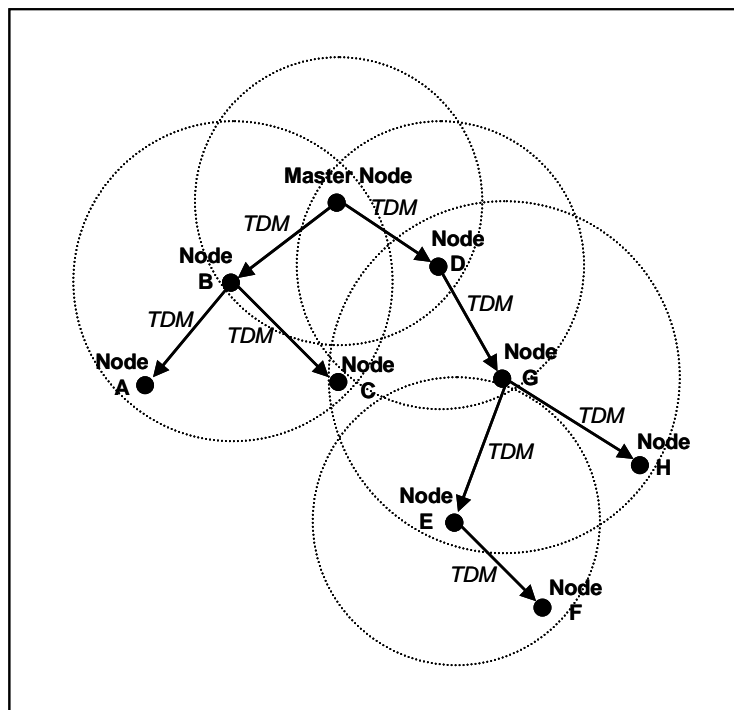 Master Node
TDM
TDM
Node
D
Node
B
TDM
TDM
TDM
Node
A
Node
C
Node
G
TDM
Node
H
TDM
Node
E
TDM
Node
F